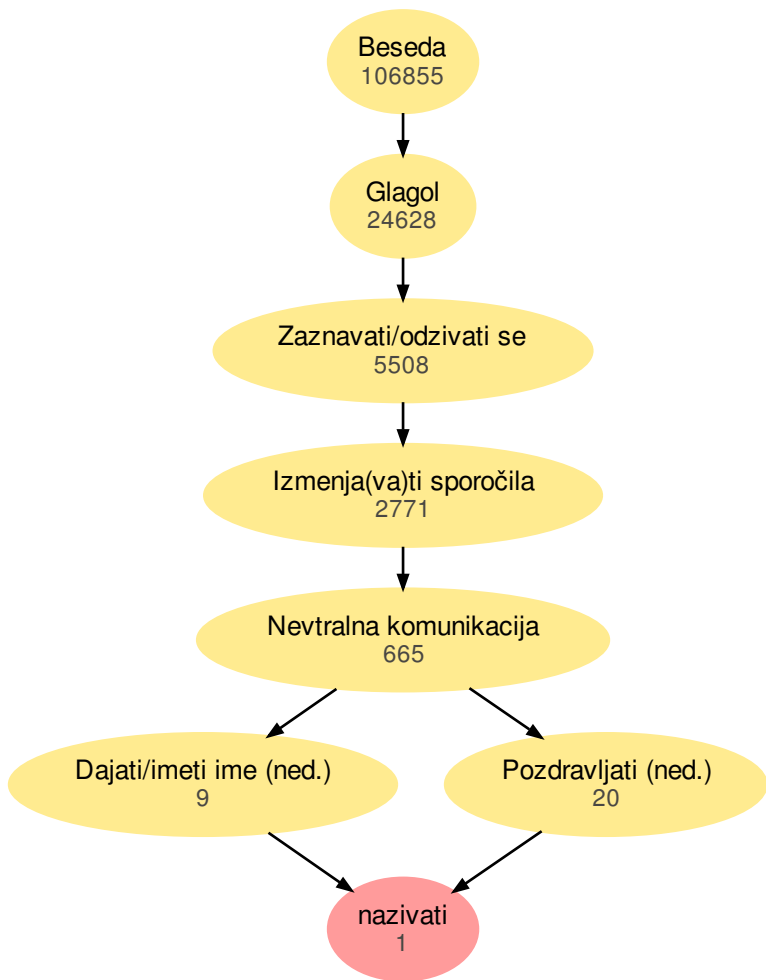 Beseda
106855
Glagol
24628
Zaznavati/odzivati se
5508
Izmenja(va)ti sporočila
2771
Nevtralna komunikacija
665
Dajati/imeti ime (ned.)
9
Pozdravljati (ned.)
20
nazivati
1